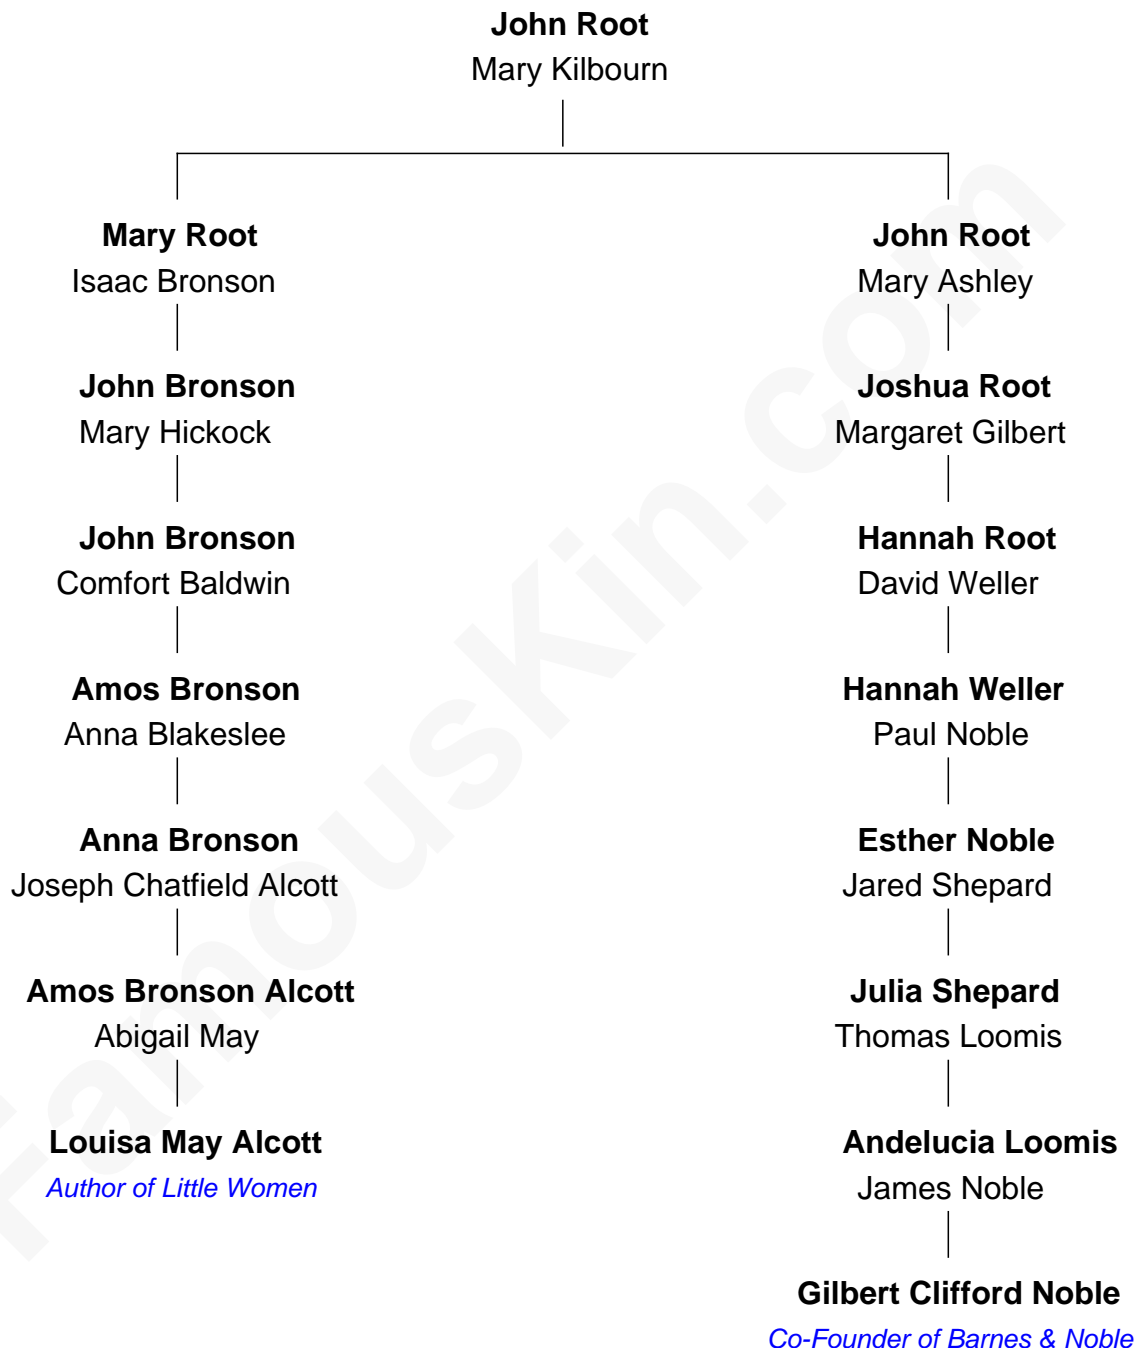 John Root
Mary Kilbourn
Mary Root
Isaac Bronson
John Bronson
Mary Hickock
John Bronson
Comfort Baldwin
Amos Bronson
Anna Blakeslee
Anna Bronson
Joseph Chatfield Alcott
Amos Bronson Alcott
Abigail May
Louisa May Alcott
Author of Little Women
John Root
Mary Ashley
Joshua Root
Margaret Gilbert
Hannah Root
David Weller
Hannah Weller
Paul Noble
Esther Noble
Jared Shepard
Julia Shepard
Thomas Loomis
Andelucia Loomis
James Noble
Gilbert Clifford Noble
Co-Founder of Barnes & Noble
FamousKin.com